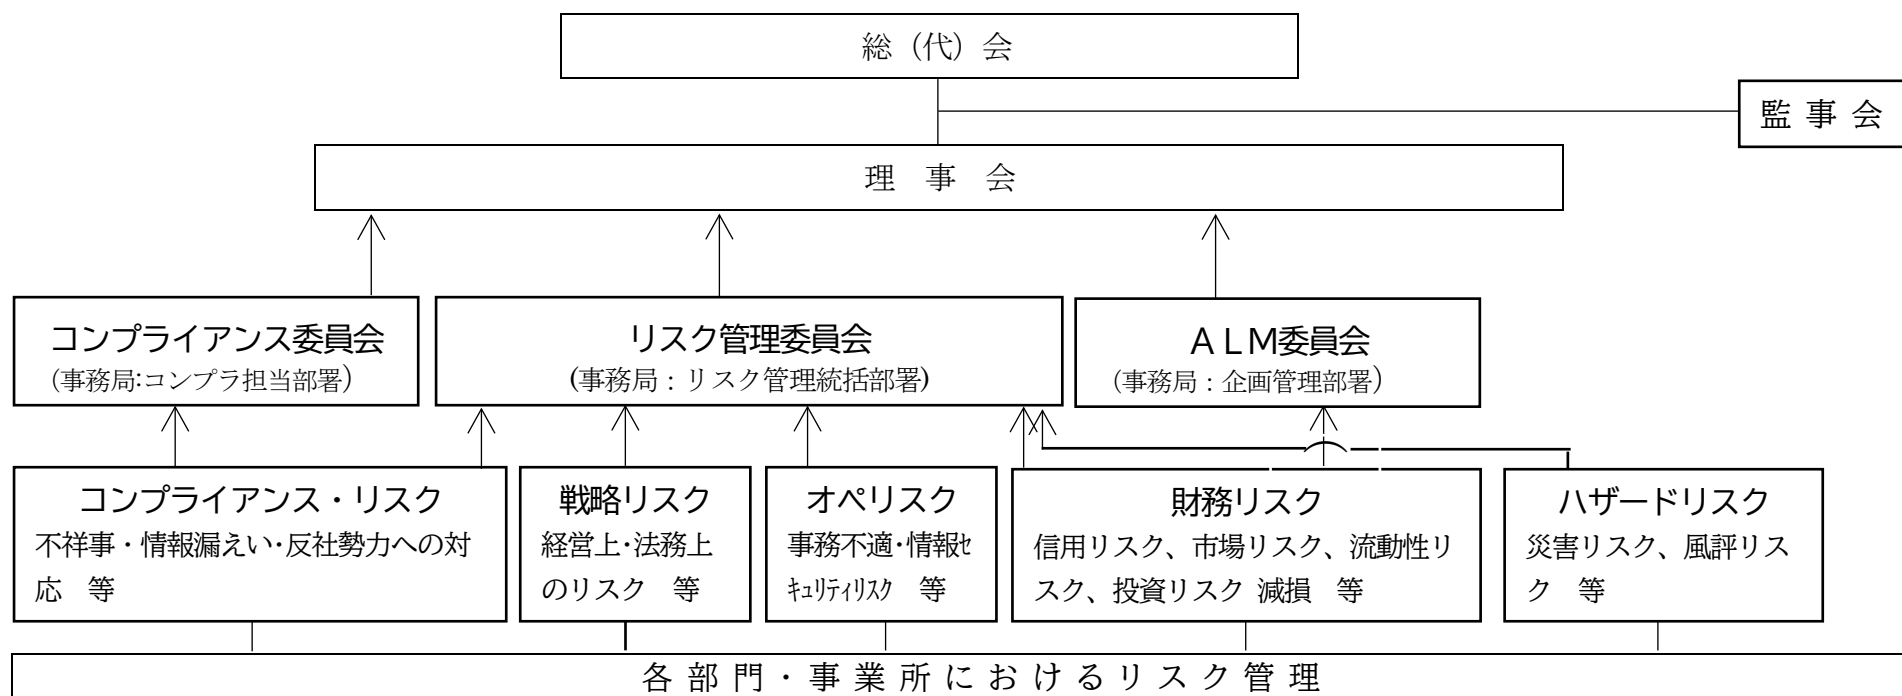 総（代）会
監事会
理　事　会
コンプライアンス委員会
（事務局:コンプラ担当部署）
リスク管理委員会
（事務局：リスク管理統括部署）
ＡＬＭ委員会
（事務局：企画管理部署）
コンプライアンス・リスク
不祥事・情報漏えい・反社勢力への対
応　等
戦略リスク
経営上・法務上
のリスク　等
オペリスク
事務不適・情報ｾ
ｷｭﾘﾃｨﾘｽｸ　等
財務リスク
信用リスク、市場リスク、流動性リ
スク、投資リスク 減損　等
ハザードリスク
災害リスク、風評リス
ク　等
各部門・事業所におけるリスク管理